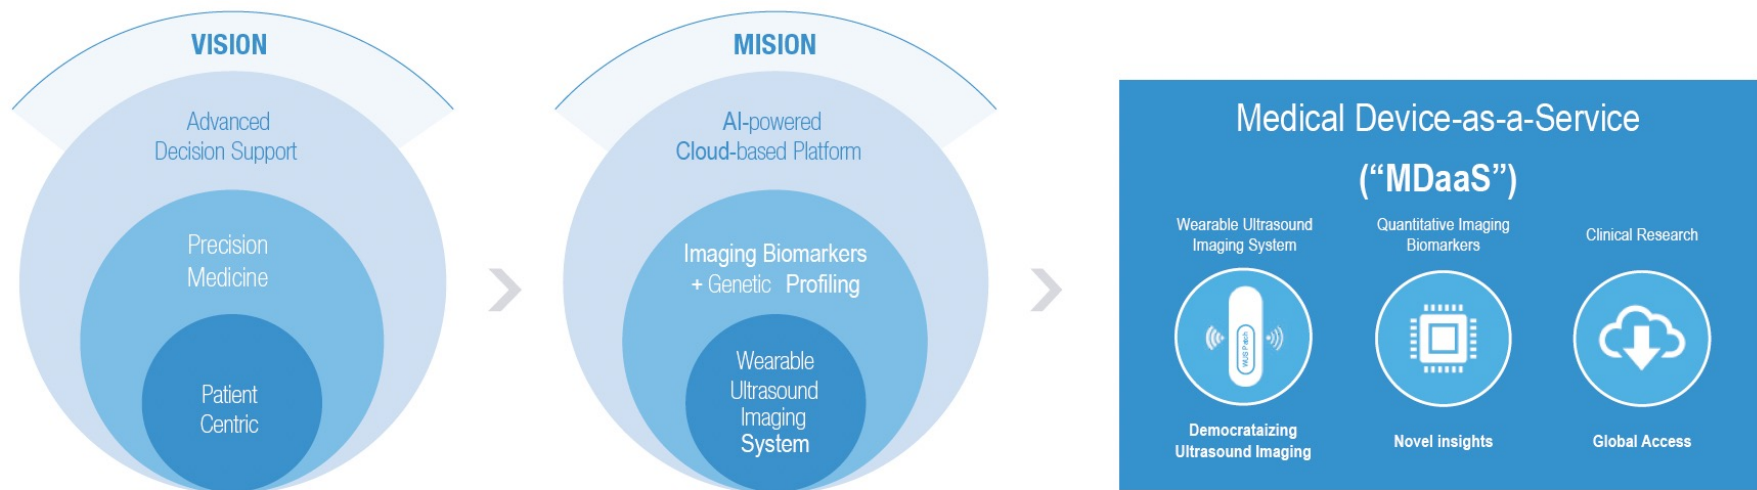 VISION
Advanced
Decision Support
Precision
Medicine
Patient
Centric
MISION
AI-powered
Cloud-based Platform
Imaging Biomarkers
+ Genetic Profiling
Wearable
Ultrasound
Imaging
System
Medical Device-as-a-Service
(“MDaaS”)
Wearable Ultrasound
Imaging System
WUS Patch
Democrataizing
Ultrasound Imaging
Quantitative Imaging
Biomarkers
Novel insights
Clinical Research
Global Access